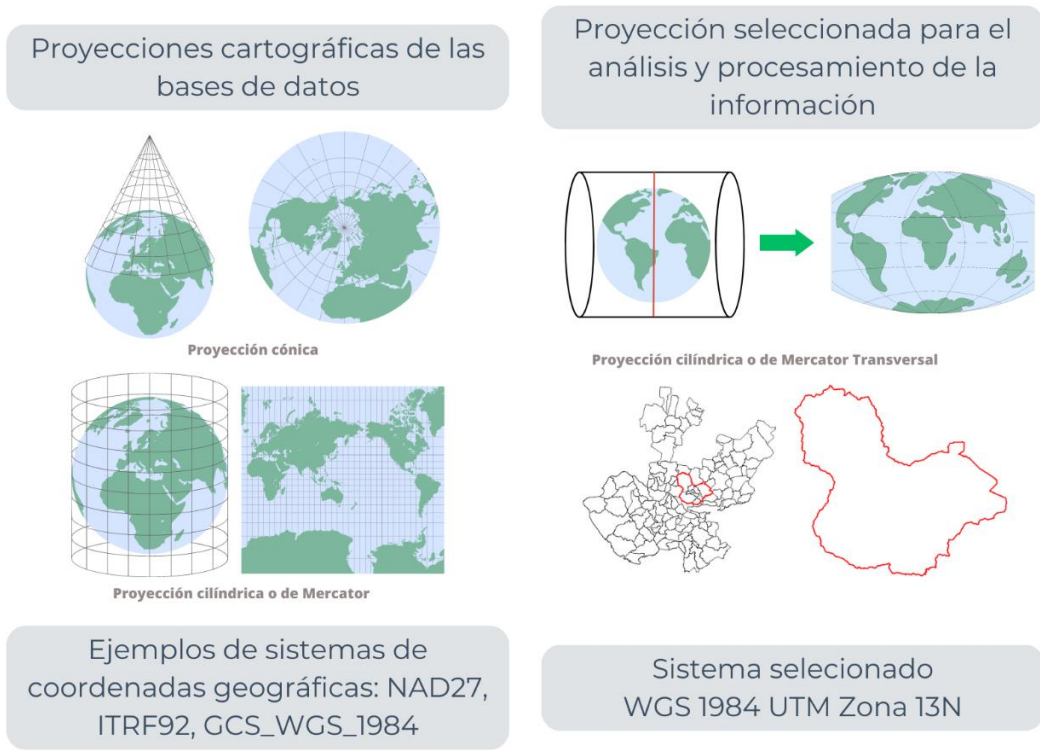 Proyecciones cartográficas de las
bases de datos
Proyección cónica
Proyección cilíndrica o de Mercator
Ejemplos de sistemas de
coordenadas geográficas: NAD27,
ITRF92, GCS_WGS_1984
Proyección seleccionada para el
análisis y procesamiento de la
información
Proyección cilíndrica o de Mercator Transversal
Sistema selecionado
WGS 1984 UTM Zona 13N